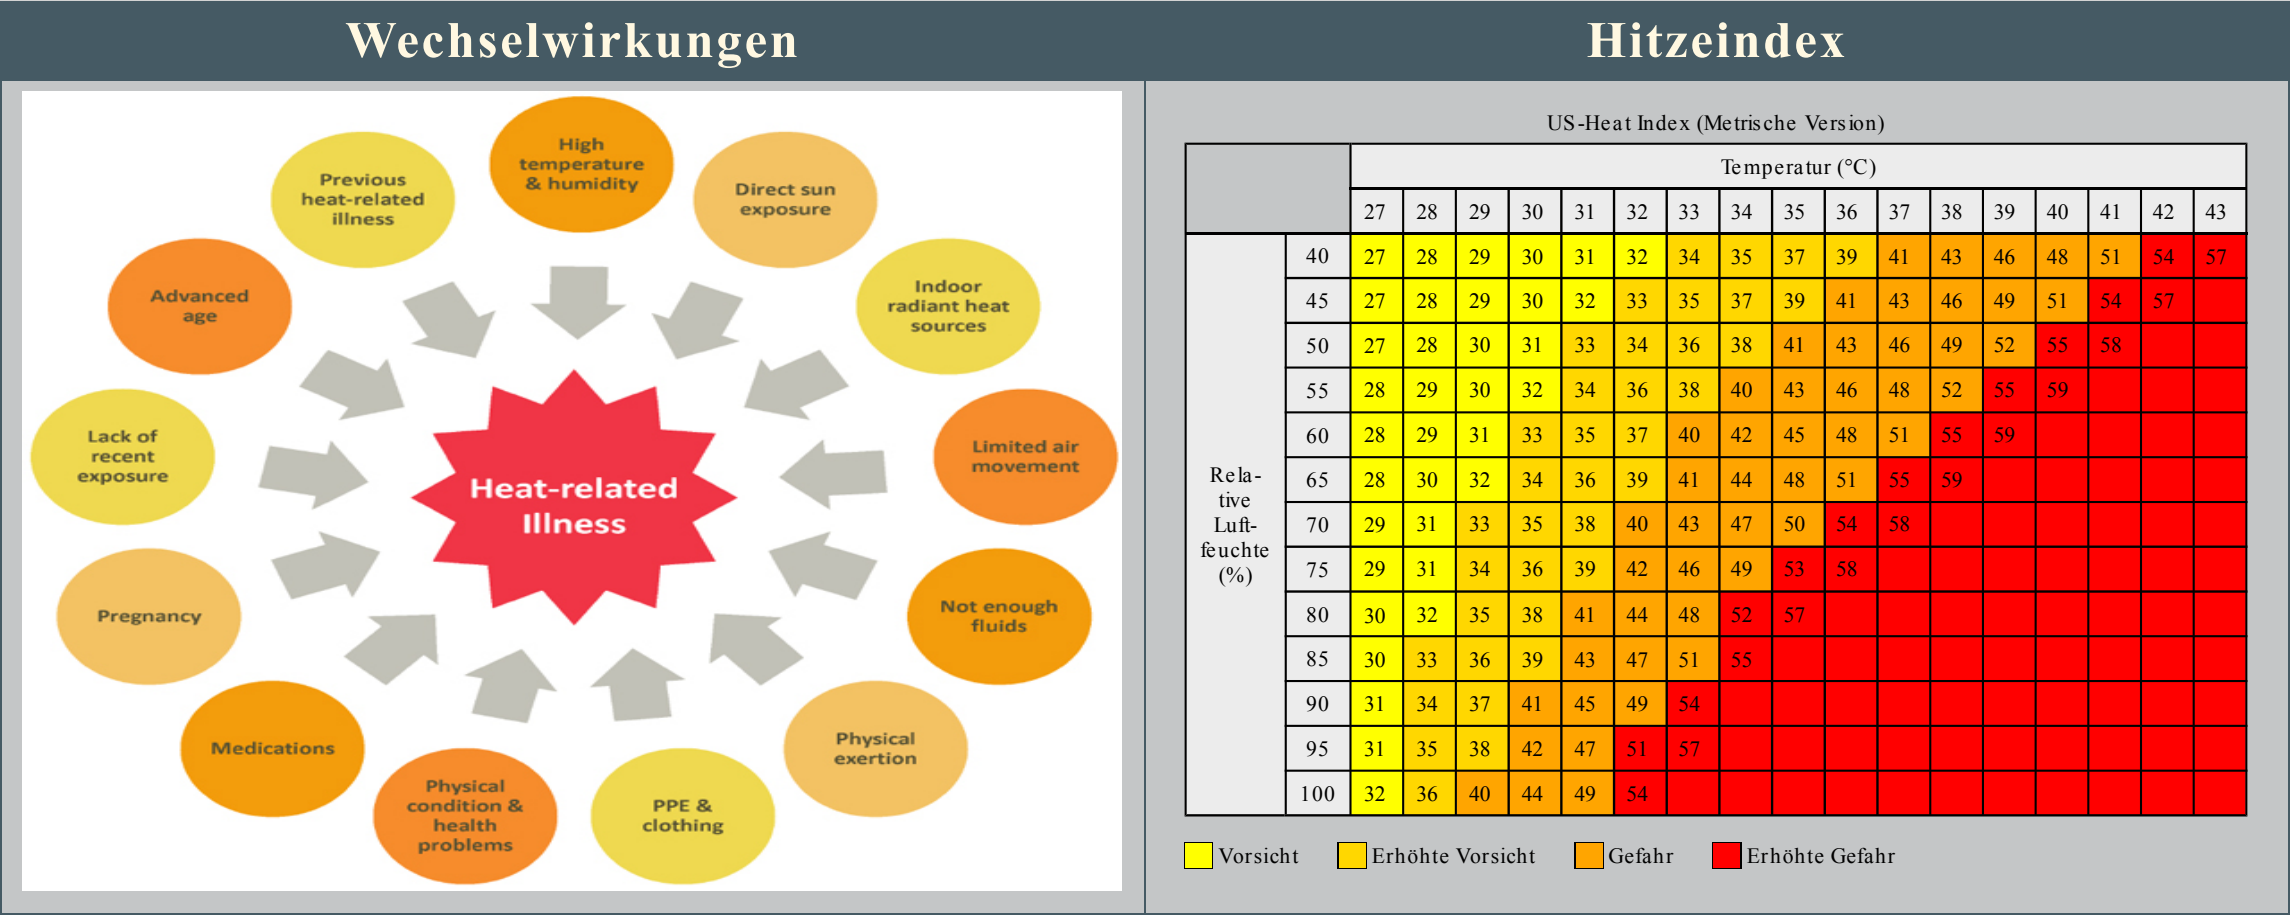 Wechselwirkungen
High
temperature
& humidity
Direct sun
exposure
Indoor
radiant heat
sources
Limited air
movement
Not enough
fluids
Physical
exertion
PPE &
clothing
Physical
condition &
health
problems
Medications
Pregnancy
Lack of
recent
exposure
Advanced
age
Previous
heat-related
illness
Heat-related
Illness
Hitzeindex
US-Heat Index (Metrische Version)
Temperatur (°C)
27 28 29 30 31 32 33 34 35 36 37 38 39 40 41 42 43
Rela-
tive
Luft-
feuchte
(%)
40 27 28 29 30 31 32 34 35 37 39 41 43 46 48 51 54 57
45 27 28 29 30 32 33 35 37 39 41 43 46 49 51 54 57
50 27 28 30 31 33 34 36 38 41 43 46 49 52 55 58
55 28 29 30 32 34 36 38 40 43 46 48 52 55 59
60 28 29 31 33 35 37 40 42 45 48 51 55 59
65 28 30 32 34 36 39 41 44 48 51 55 59
70 29 31 33 35 38 40 43 47 50 54 58
75 29 31 34 36 39 42 46 49 53 58
80 30 32 35 38 41 44 48 52 57
85 30 33 36 39 43 47 51 55
90 31 34 37 41 45 49 54
95 31 35 38 42 47 51 57
100 32 36 40 44 49 54
Vorsicht Erhöhte Vorsicht Gefahr Erhöhte Gefahr